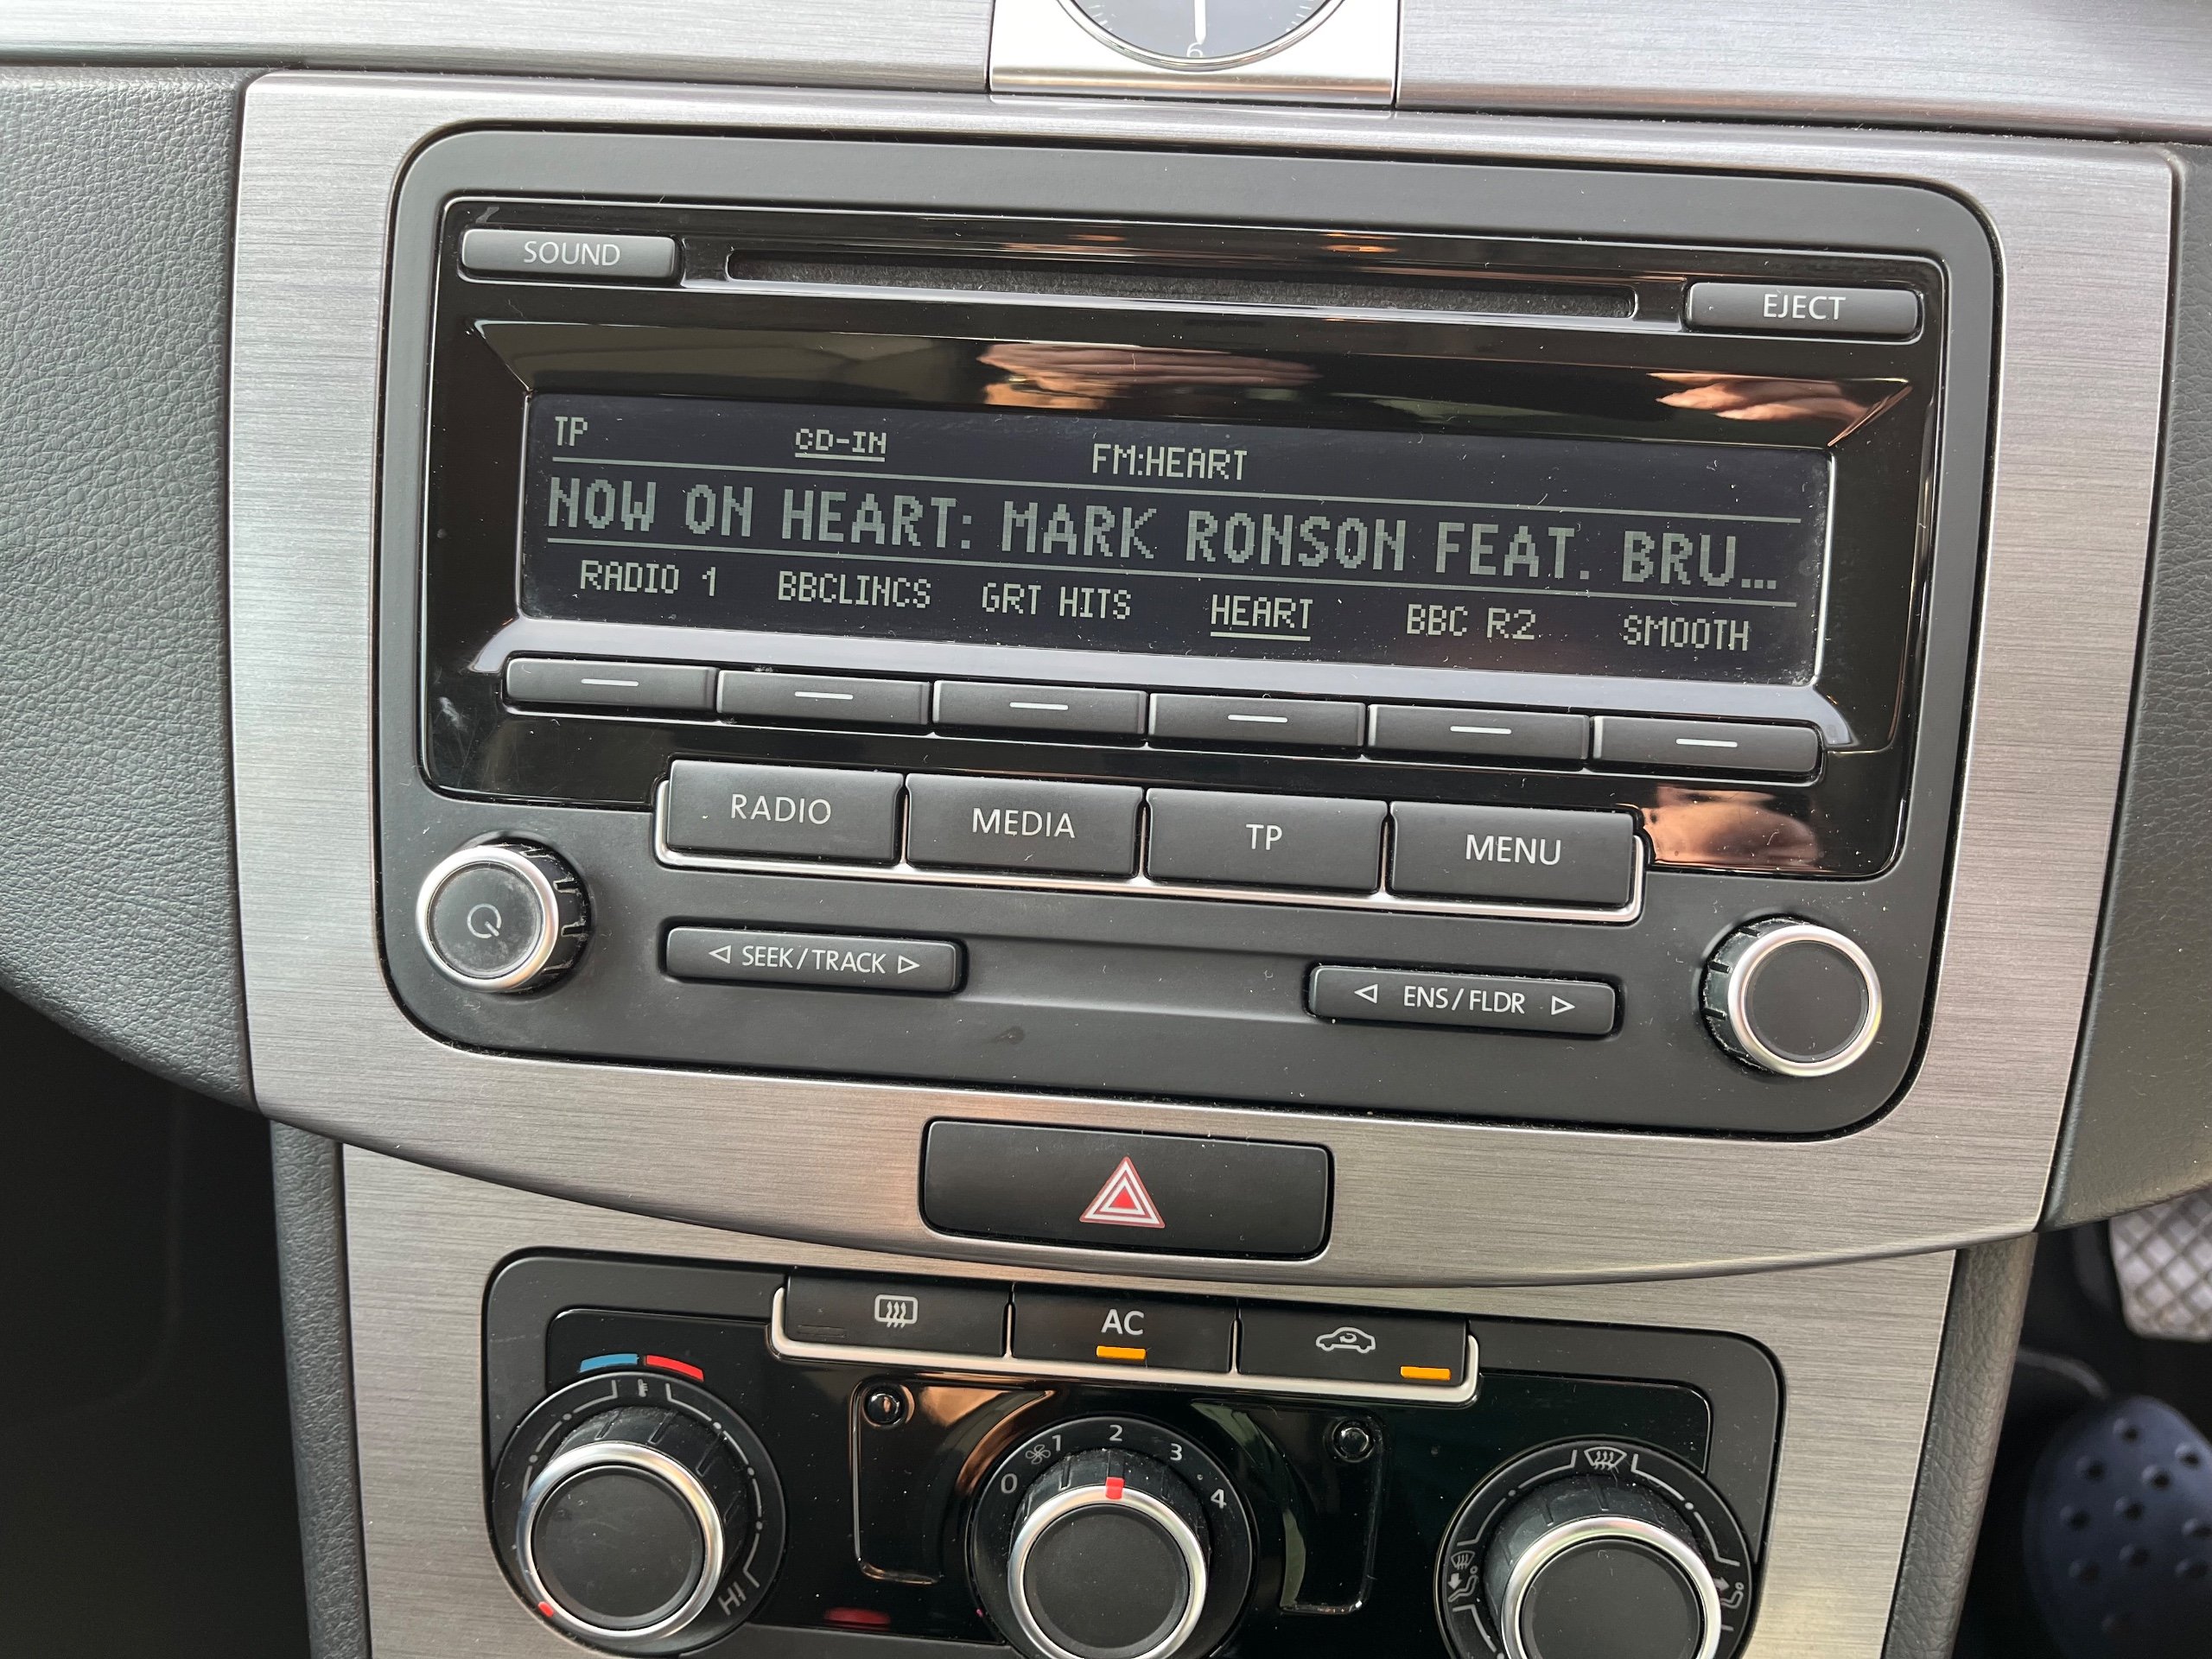 6
SOUND
EJECT
TP CD-IN FM:HEART
NOW ON HEART: MARK RONSON FEAT. BRU...
RADIO 1 BBCLINCS GRT HITS HEART BBC R2 SMOOTH
RADIO MEDIA TP MENU
SEEK/TRACK
ENS/FLDR
AC
0 1 2 3 4
HI